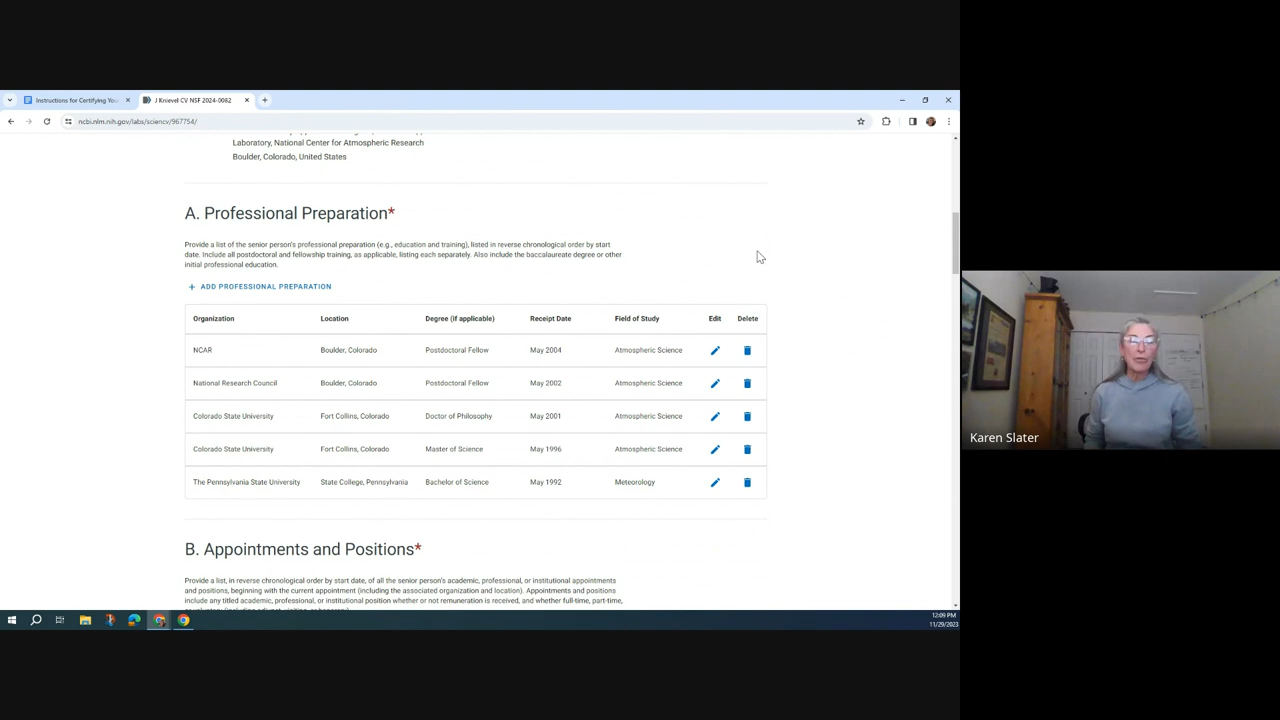 Instructions for Certifying You
J Knievel CV NSF 2024-0082
ncbi.nlm.nih.gov/labs/sciencv/967754/
Laboratory, National Center for Atmospheric Research
Boulder, Colorado, United States
A. Professional Preparation*
Provide a list of the senior person's professional preparation (e.g., education and training), listed in reverse chronological order by start
date. Include all postdoctoral and fellowship training, as applicable, listing each separately. Also include the baccalaureate degree or other
initial professional education.
+ ADD PROFESSIONAL PREPARATION
Organization Location Degree (if applicable) Receipt Date Field of Study Edit Delete
NCAR Boulder, Colorado Postdoctoral Fellow May 2004 Atmospheric Science
National Research Council Boulder, Colorado Postdoctoral Fellow May 2002 Atmospheric Science
Colorado State University Fort Collins, Colorado Doctor of Philosophy May 2001 Atmospheric Science
Colorado State University Fort Collins, Colorado Master of Science May 1996 Atmospheric Science
The Pennsylvania State University State College, Pennsylvania Bachelor of Science May 1992 Meteorology
B. Appointments and Positions*
Provide a list, in reverse chronological order by start date, of all the senior person's academic, professional, or institutional appointments
and positions, beginning with the current appointment (including the associated organization and location). Appointments and positions
include any titled academic, professional, or institutional position whether or not remuneration is received, and whether full-time, part-time,
12:09 PM
11/29/2023
Karen Slater